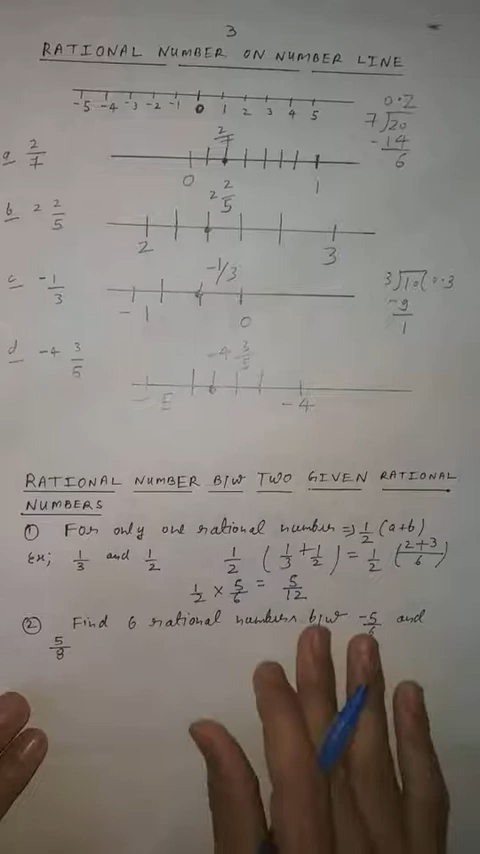 3
RATIONAL NUMBER ON NUMBER LINE
-5 -4 -3 -2 -1 0 1 2 3 4 5
0.2
7)20
-14
6
a 2/7
2/7
0 1
b 2 2/5
2 2/5
2 3
c -1/3
-1/3
-1 0
3)10(0.3
-9
1
d -4 3/5
-4 3/5
-5 -4
RATIONAL NUMBER B/W TWO GIVEN RATIONAL
NUMBERS
① For only one rational number => 1/2 (a+b)
Ex; 1/3 and 1/2 1/2 (1/3 + 1/2) = 1/2 (2+3/6)
1/2 × 5/6 = 5/12
② Find 6 rational numbers b/w -5/6 and
5/8